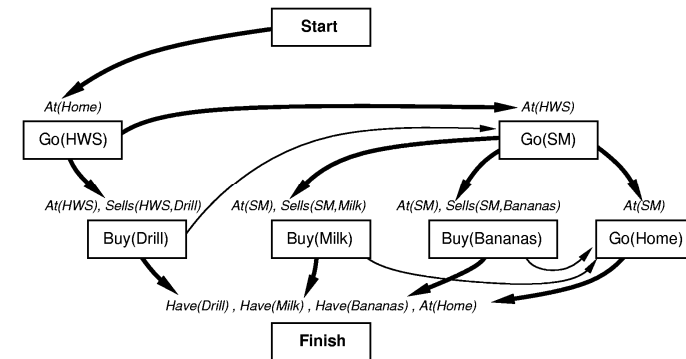 Start
At(Home)
At(HWS)
Go(HWS)
Go(SM)
At(HWS), Sells(HWS,Drill)
At(SM), Sells(SM,Milk)
At(SM), Sells(SM,Bananas)
At(SM)
Buy(Drill)
Buy(Milk)
Buy(Bananas)
Go(Home)
Have(Drill) , Have(Milk) , Have(Bananas) , At(Home)
Finish